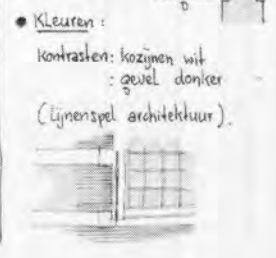 • KLeuren :
Kontrasten: kozijnen wit
: gevel donker
(Lijnenspel architektuur).